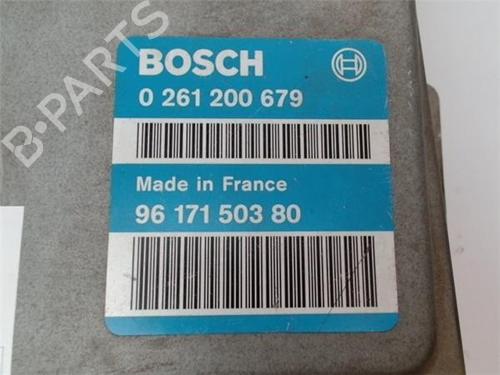 BOSCH
0 261 200 679
Made in France
96 171 503 80
B-PARTS